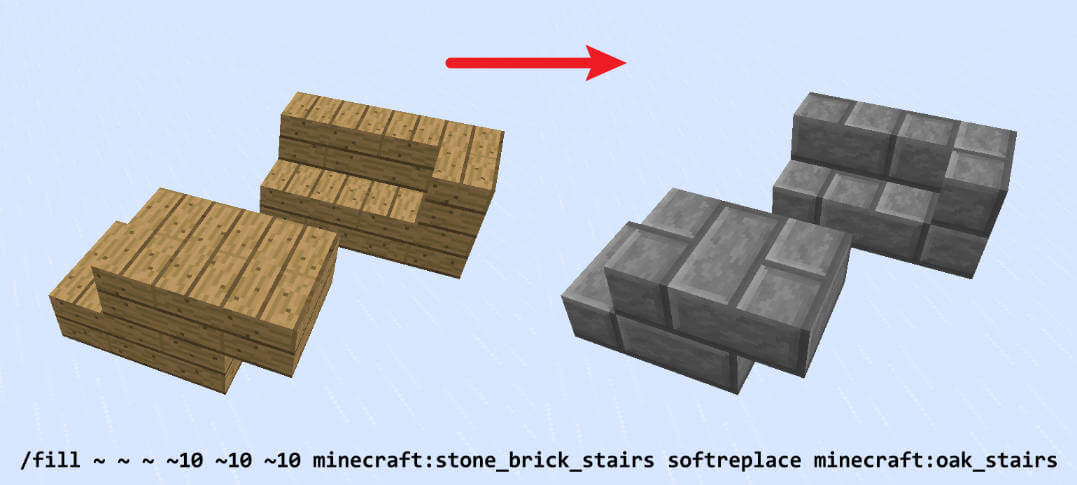 /fill ~ ~ ~ ~10 ~10 ~10 minecraft:stone_brick_stairs softreplace minecraft:oak_stairs